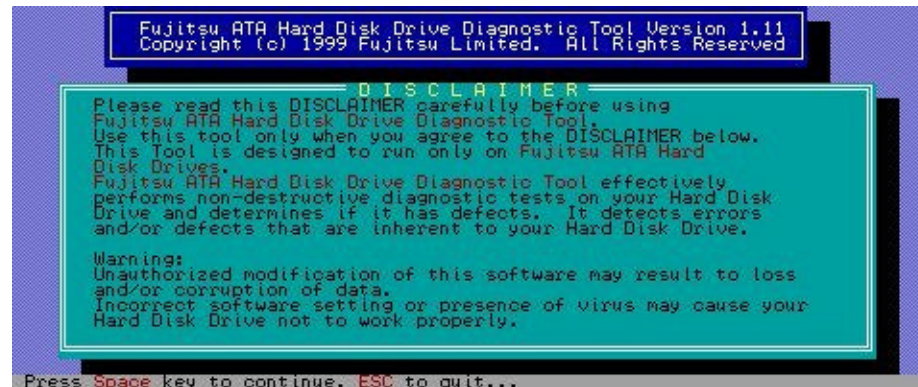 Fujitsu ATA Hard Disk Drive Diagnostic Tool Version 1.11
Copyright (c) 1999 Fujitsu Limited.  All Rights Reserved
DISCLAIMER
Please read this DISCLAIMER carefully before using
Fujitsu ATA Hard Disk Drive Diagnostic Tool.
Use this tool only when you agree to the DISCLAIMER below.
This Tool is designed to run only on Fujitsu ATA Hard
Disk Drives.
Fujitsu ATA Hard Disk Drive Diagnostic Tool effectively
performs non-destructive diagnostic tests on your Hard Disk
Drive and determines if it has defects.  It detects errors
and/or defects that are inherent to your Hard Disk Drive.
Warning:
Unauthorized modification of this software may result to loss
and/or corruption of data.
Incorrect software setting or presence of virus may cause your
Hard Disk Drive not to work properly.
Press Space key to continue, ESC to quit...